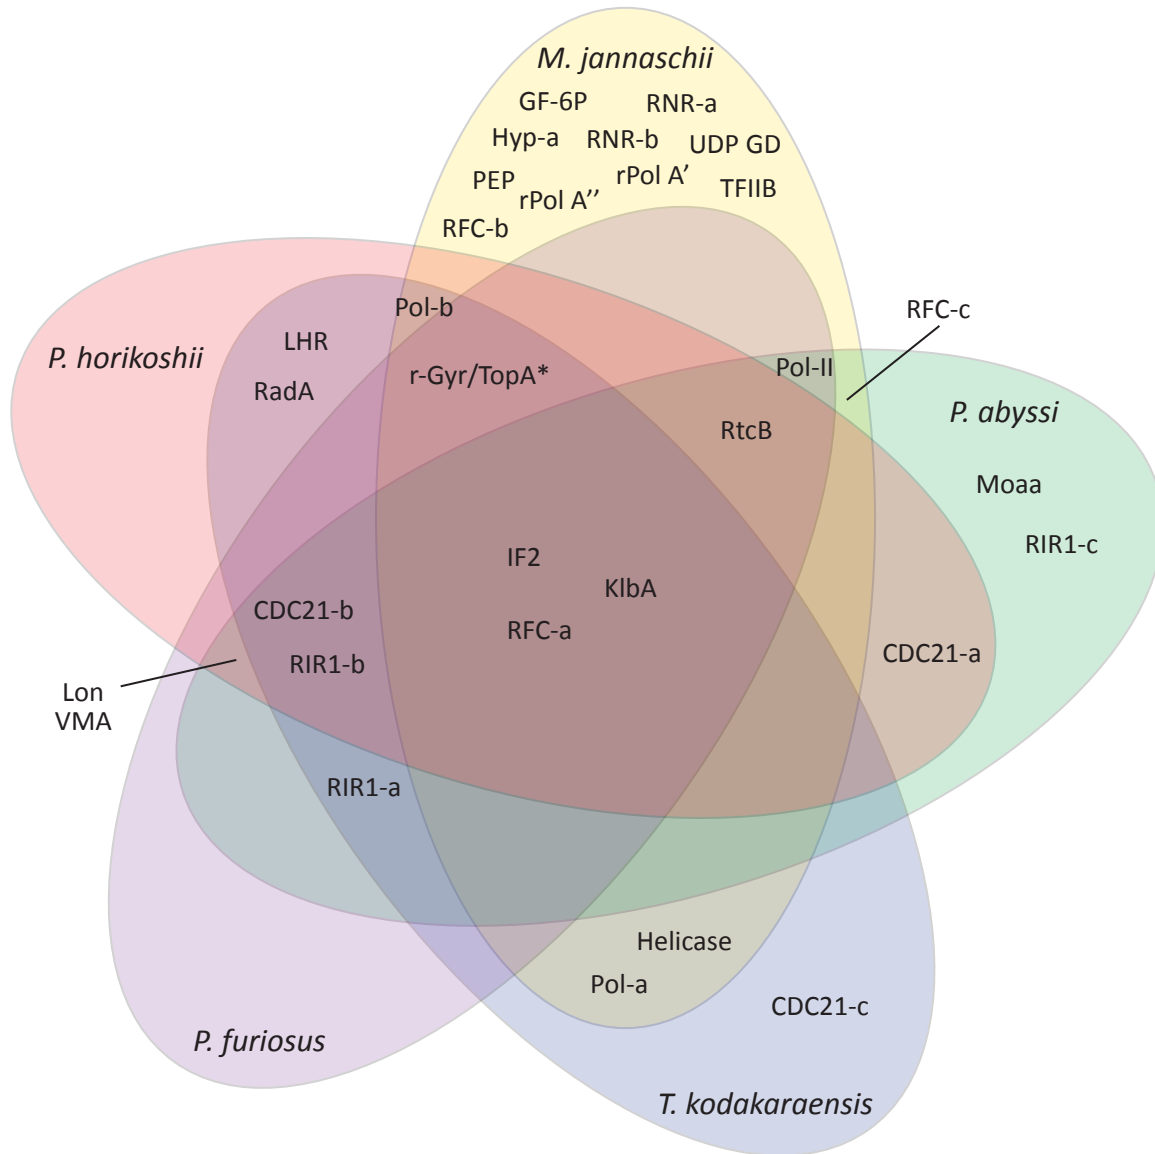 M. jannaschii
GF-6P
RNR-a
Hyp-a
RNR-b
UDP GD
PEP
rPol A'
rPol A''
TFIIB
RFC-b
Pol-b
RFC-c
LHR
P. horikoshii
r-Gyr/TopA*
Pol-II
RadA
P. abyssi
RtcB
Moaa
RIR1-c
IF2
KlbA
CDC21-b
RFC-a
RIR1-b
CDC21-a
Lon
VMA
RIR1-a
Helicase
Pol-a
CDC21-c
P. furiosus
T. kodakaraensis